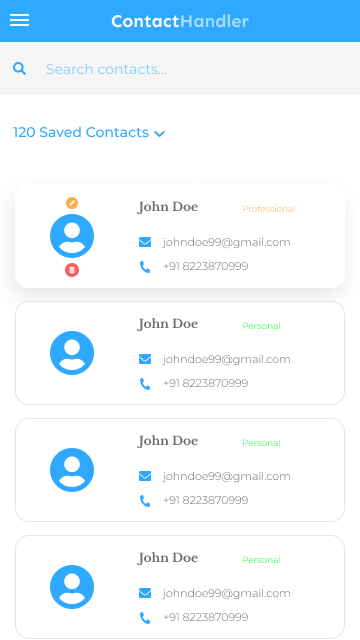 ContactHandler
Search contacts...
120 Saved Contacts
John Doe Professional
johndoe99@gmail.com
+91 8223870999
John Doe Personal
johndoe99@gmail.com
+91 8223870999
John Doe Personal
johndoe99@gmail.com
+91 8223870999
John Doe Personal
johndoe99@gmail.com
+91 8223870999